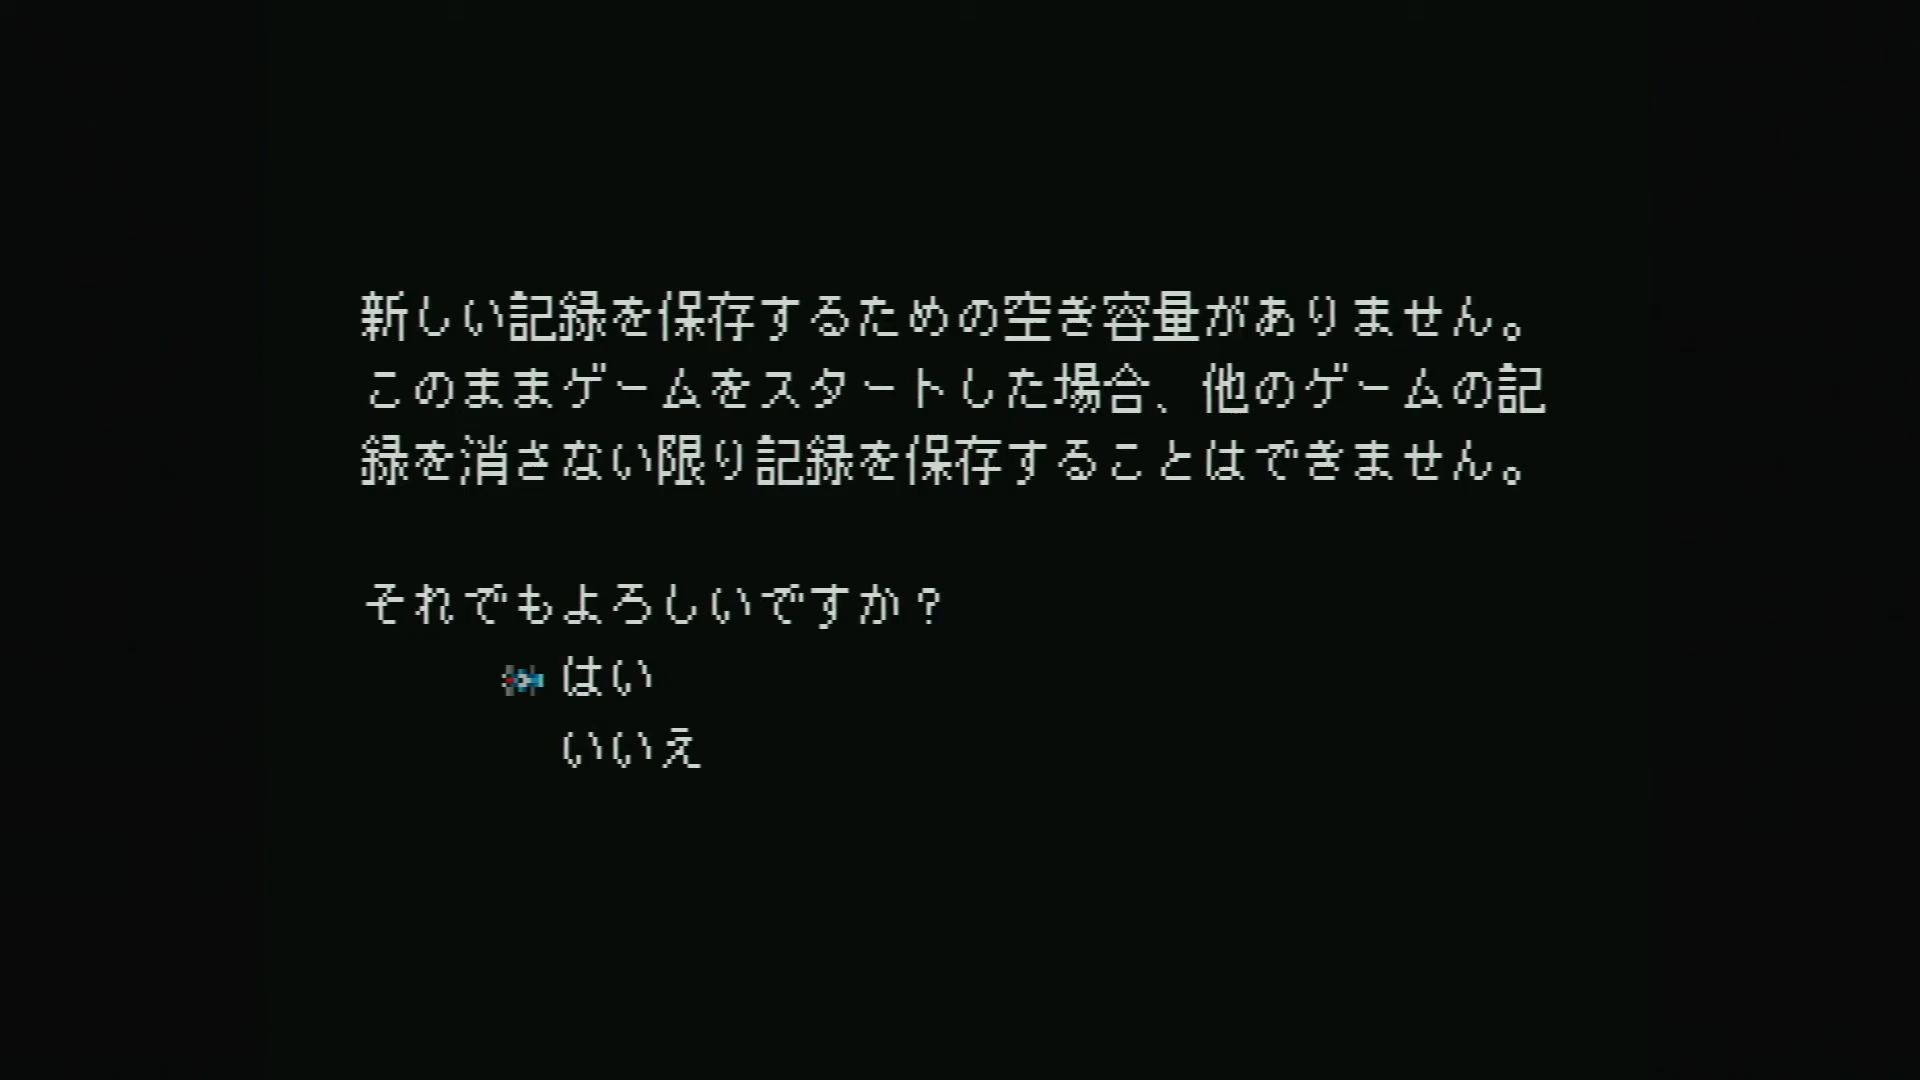 新しい記録を保存するための空き容量がありません。
このままゲームをスタートした場合、他のゲームの記
録を消さない限り記録を保存することはできません。
それでもよろしいですか？
はい
いいえ